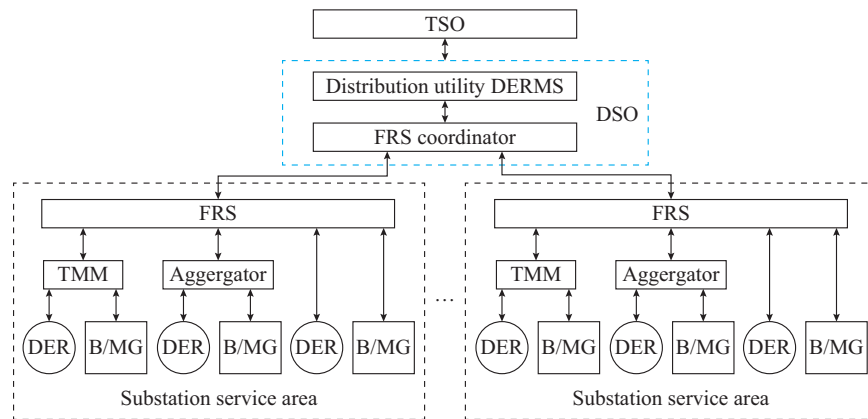 TSO
Distribution utility DERMS
DSO
FRS coordinator
FRS
FRS
TMM
Aggergator
TMM
Aggergator
...
DER
B/MG
DER
B/MG
DER
B/MG
DER
B/MG
DER
B/MG
DER
B/MG
Substation service area
Substation service area